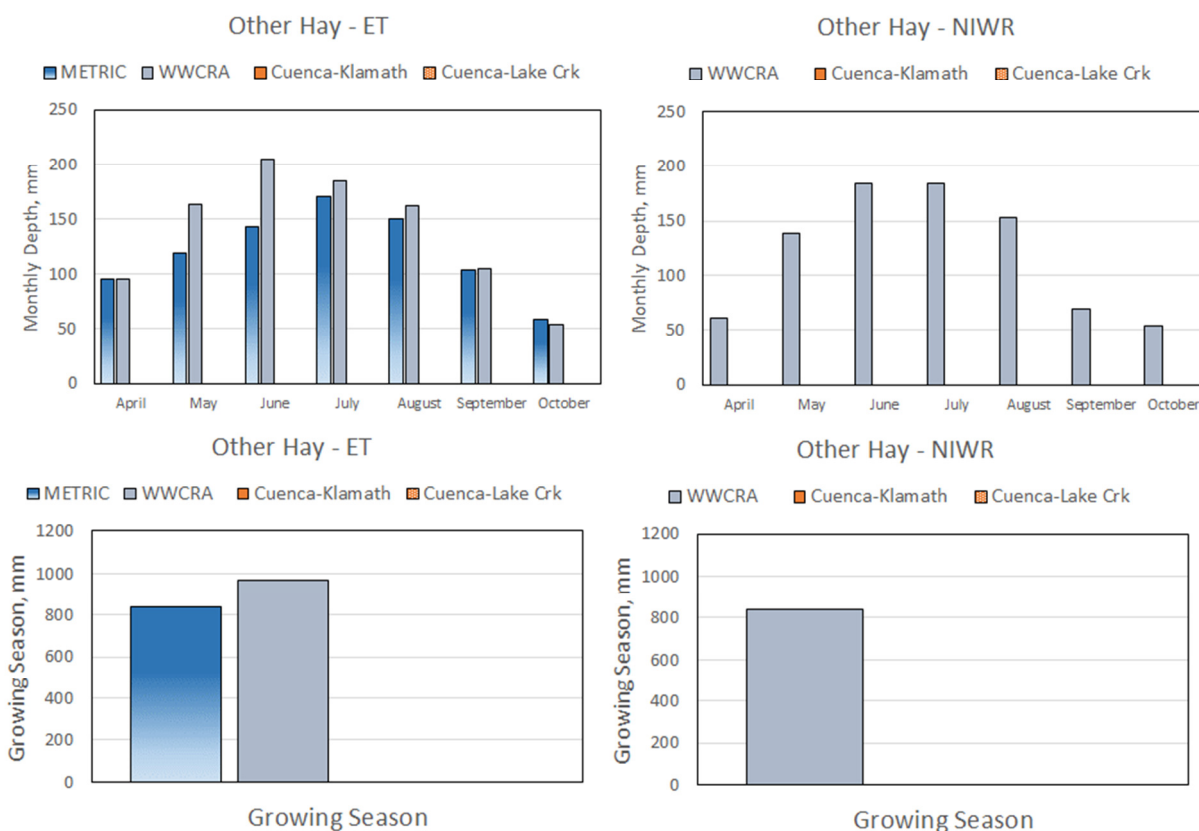 Other Hay - ET
METRIC WWCRA Cuenca-Klamath Cuenca-Lake Crk
Monthly Depth, mm
250
200
150
100
50
0
April May June July August September October
Other Hay - NIWR
WWCRA Cuenca-Klamath Cuenca-Lake Crk
Monthly Depth, mm
250
200
150
100
50
0
April May June July August September October
Other Hay - ET
METRIC WWCRA Cuenca-Klamath Cuenca-Lake Crk
Growing Season, mm
1200
1000
800
600
400
200
0
Growing Season
Other Hay - NIWR
WWCRA Cuenca-Klamath Cuenca-Lake Crk
Growing Season, mm
1200
1000
800
600
400
200
0
Growing Season